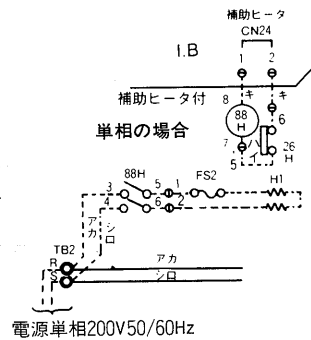 補助ヒータ
CN24
I.B
1 2
補助ヒータ付
8 キ キ
単相の場合
88
H
6
7 ハ
5 イ
26
H
88H
FS2
H1
3 5 1
4 6 2
アカ シロ
TB2
R アカ
S シロ
電源単相200V50/60Hz